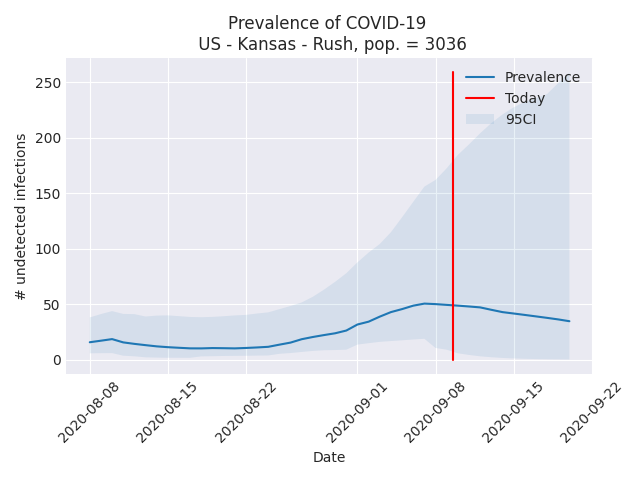 Prevalence of COVID-19
US - Kansas - Rush, pop. = 3036
Prevalence
Today
95CI
250
200
150
100
50
0
# undetected infections
2020-08-08
2020-08-15
2020-08-22
2020-09-01
2020-09-08
2020-09-15
2020-09-22
Date